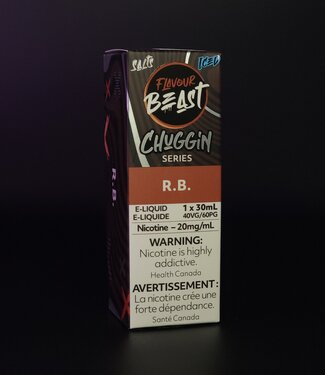 SALTS
ICED
FLAVOUR
BEAST
CHUGGIN
SERIES
R.B.
R.B.
E-LIQUID 1 x 30mL
E-LIQUIDE 40VG/60PG
Nicotine – 20mg/mL
WARNING:
Nicotine is highly
addictive.
Health Canada
AVERTISSEMENT :
La nicotine crée une
forte dépendance.
Santé Canada